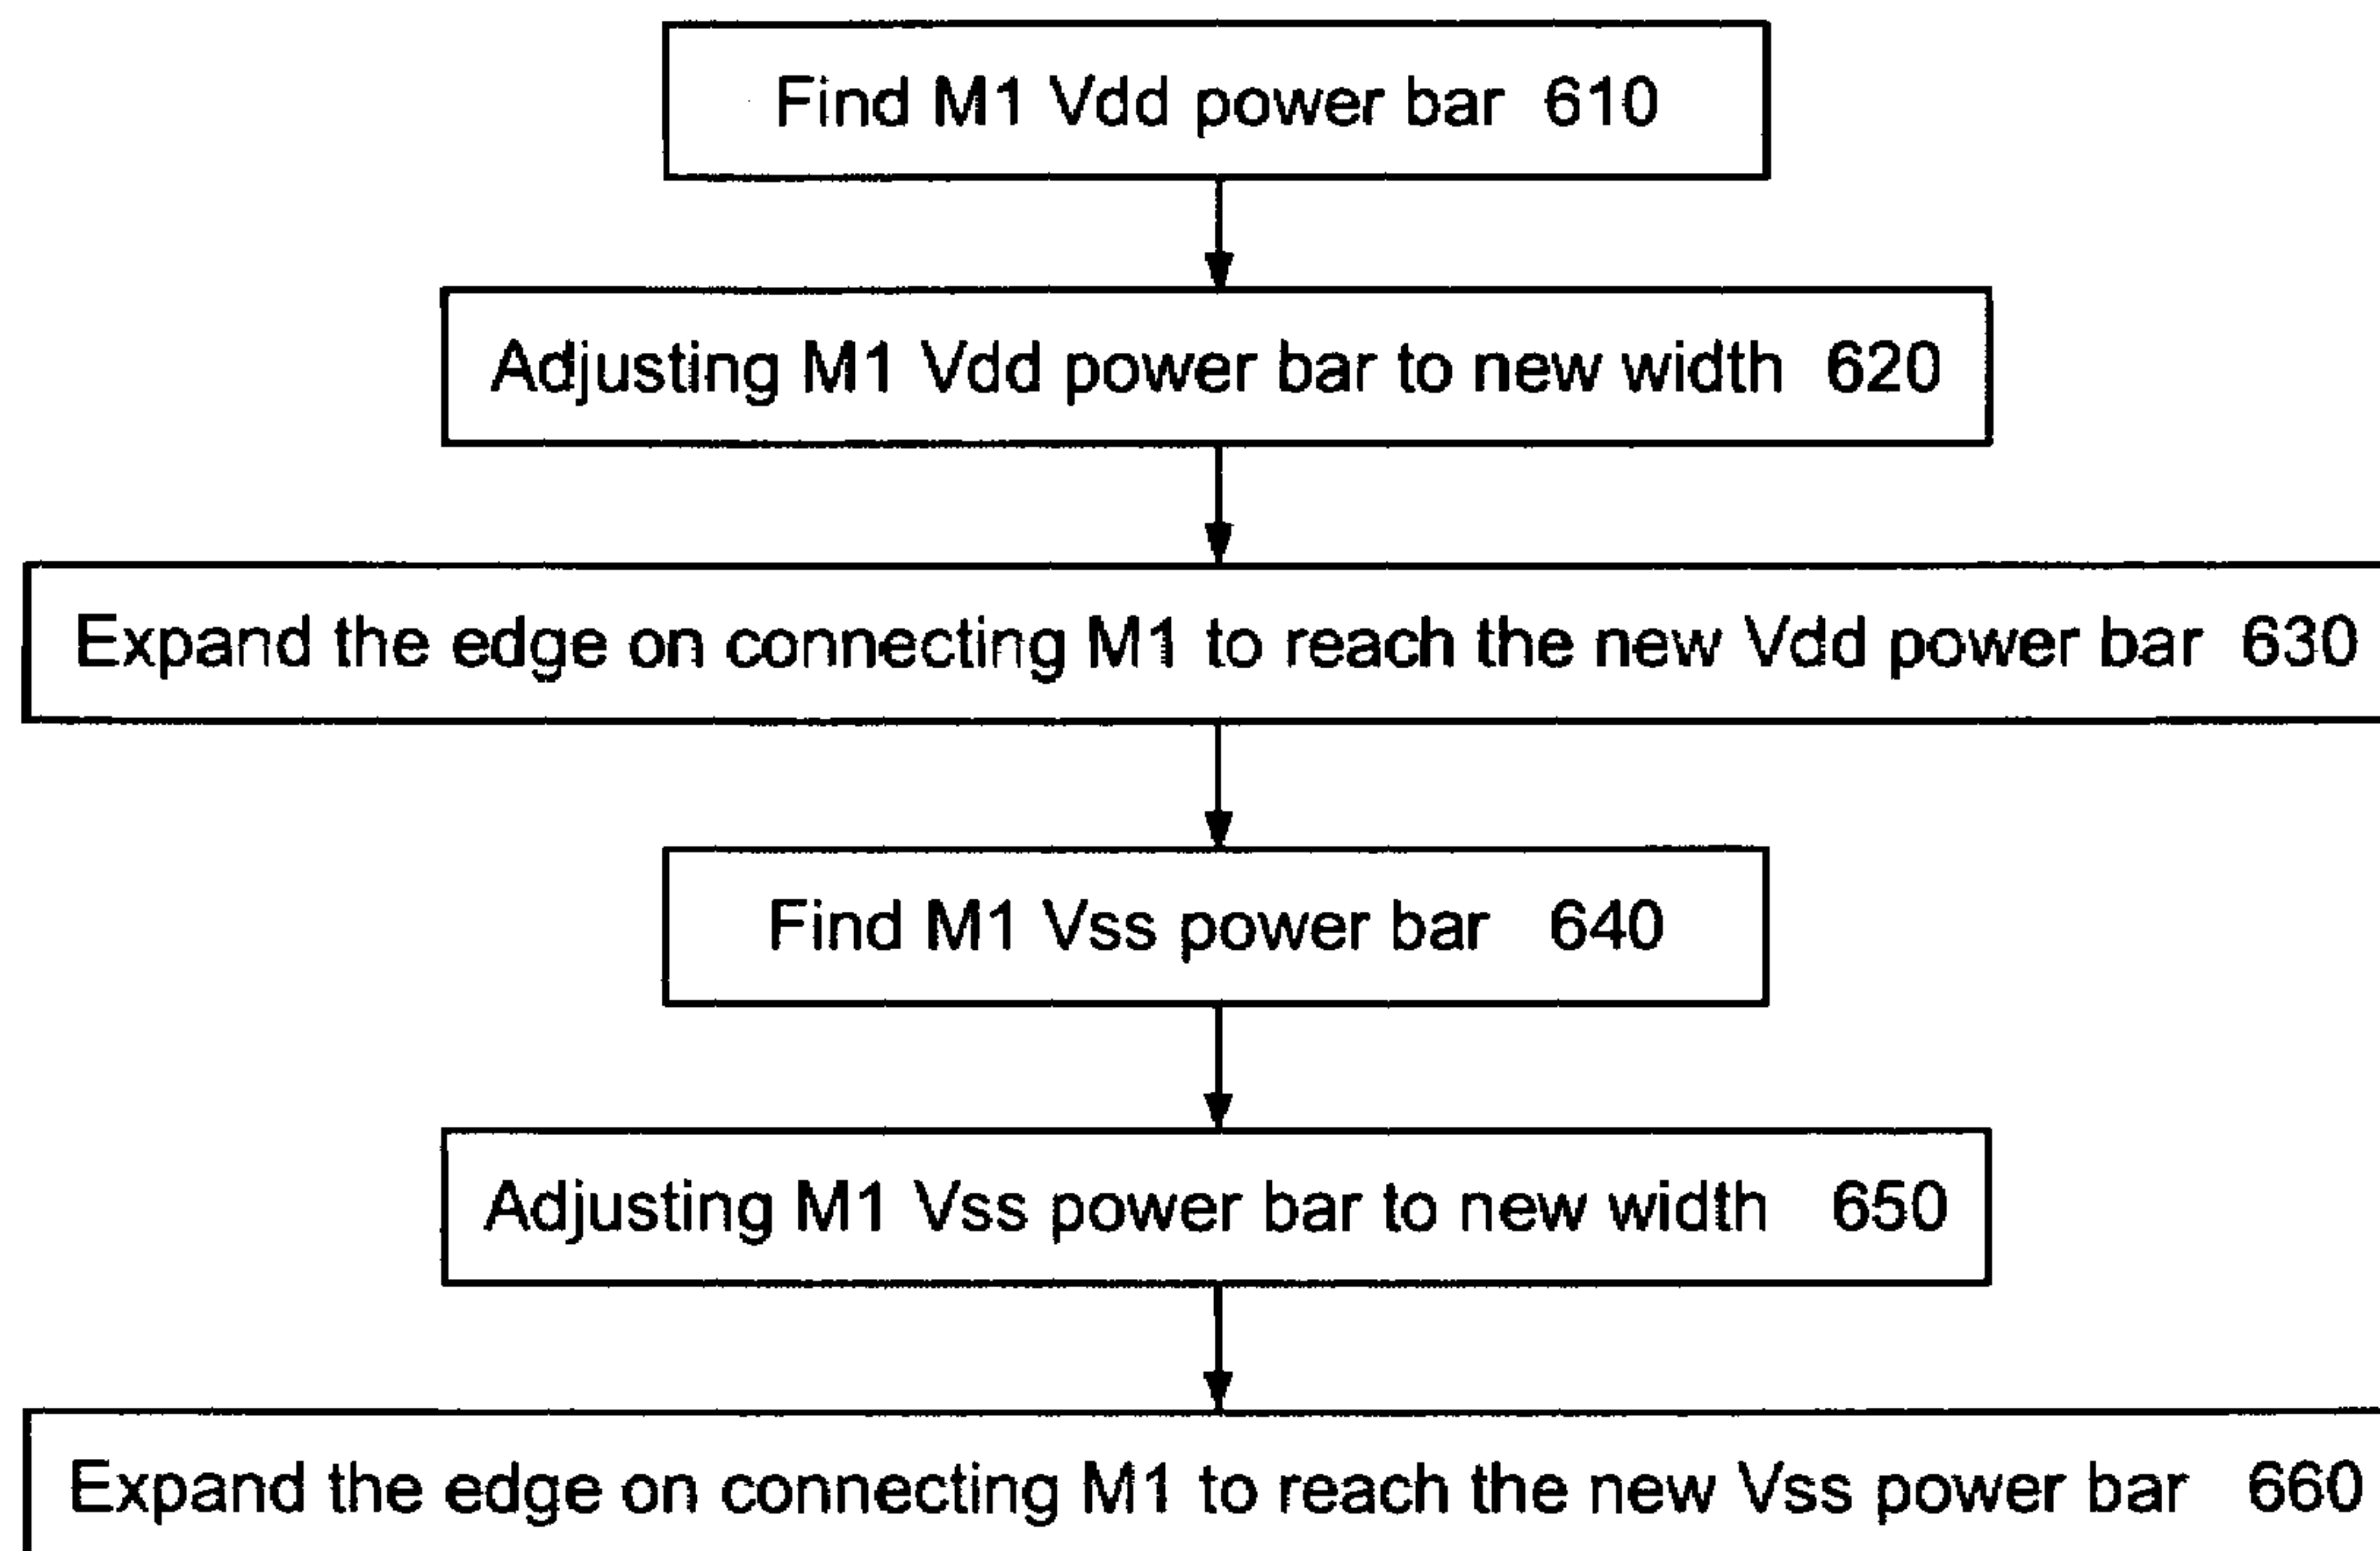 Find M1 Vdd power bar 610
Adjusting M1 Vdd power bar to new width 620
Expand the edge on connecting M1 to reach the new Vdd power bar 630
Find M1 Vss power bar 640
Adjusting M1 Vss power bar to new width 650
Expand the edge on connecting M1 to reach the new Vss power bar 660